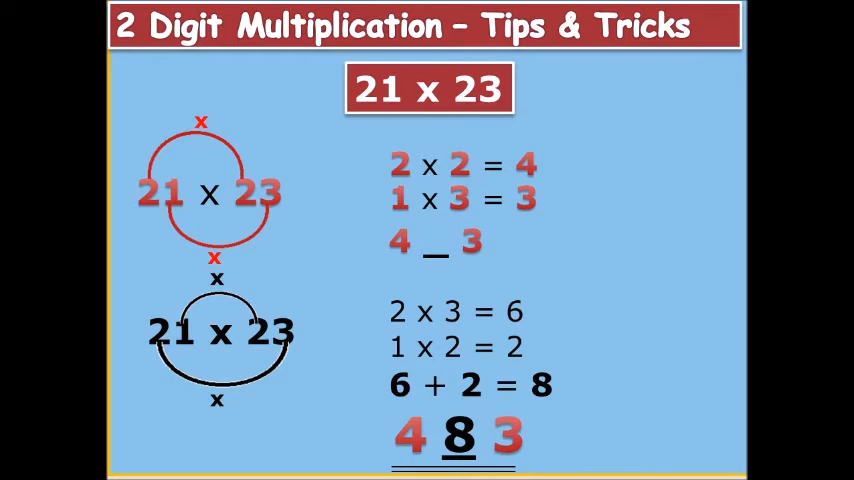 2 Digit Multiplication – Tips & Tricks
21 x 23
x
21 x 23
x
2 x 2 = 4
1 x 3 = 3
4 _ 3
x
21 x 23
x
2 x 3 = 6
1 x 2 = 2
6 + 2 = 8
4 8 3